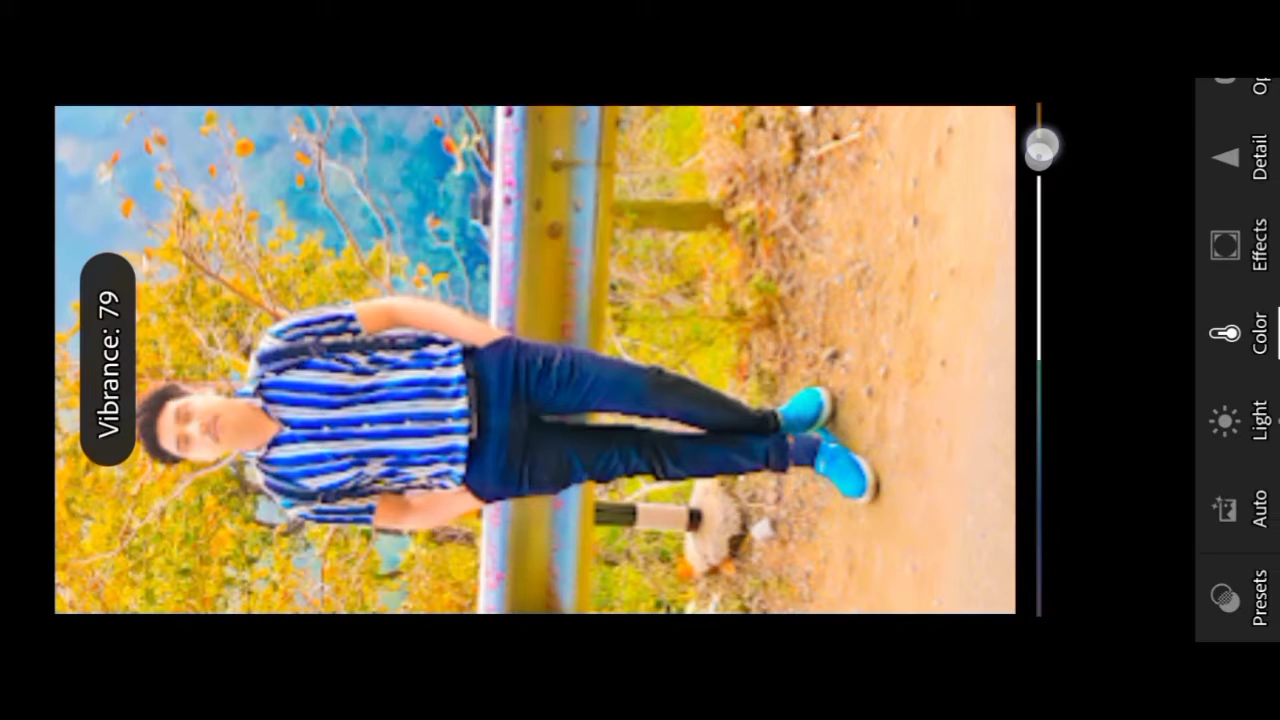 Vibrance: 79
Presets
Auto
Light
Color
Effects
Detail
Op